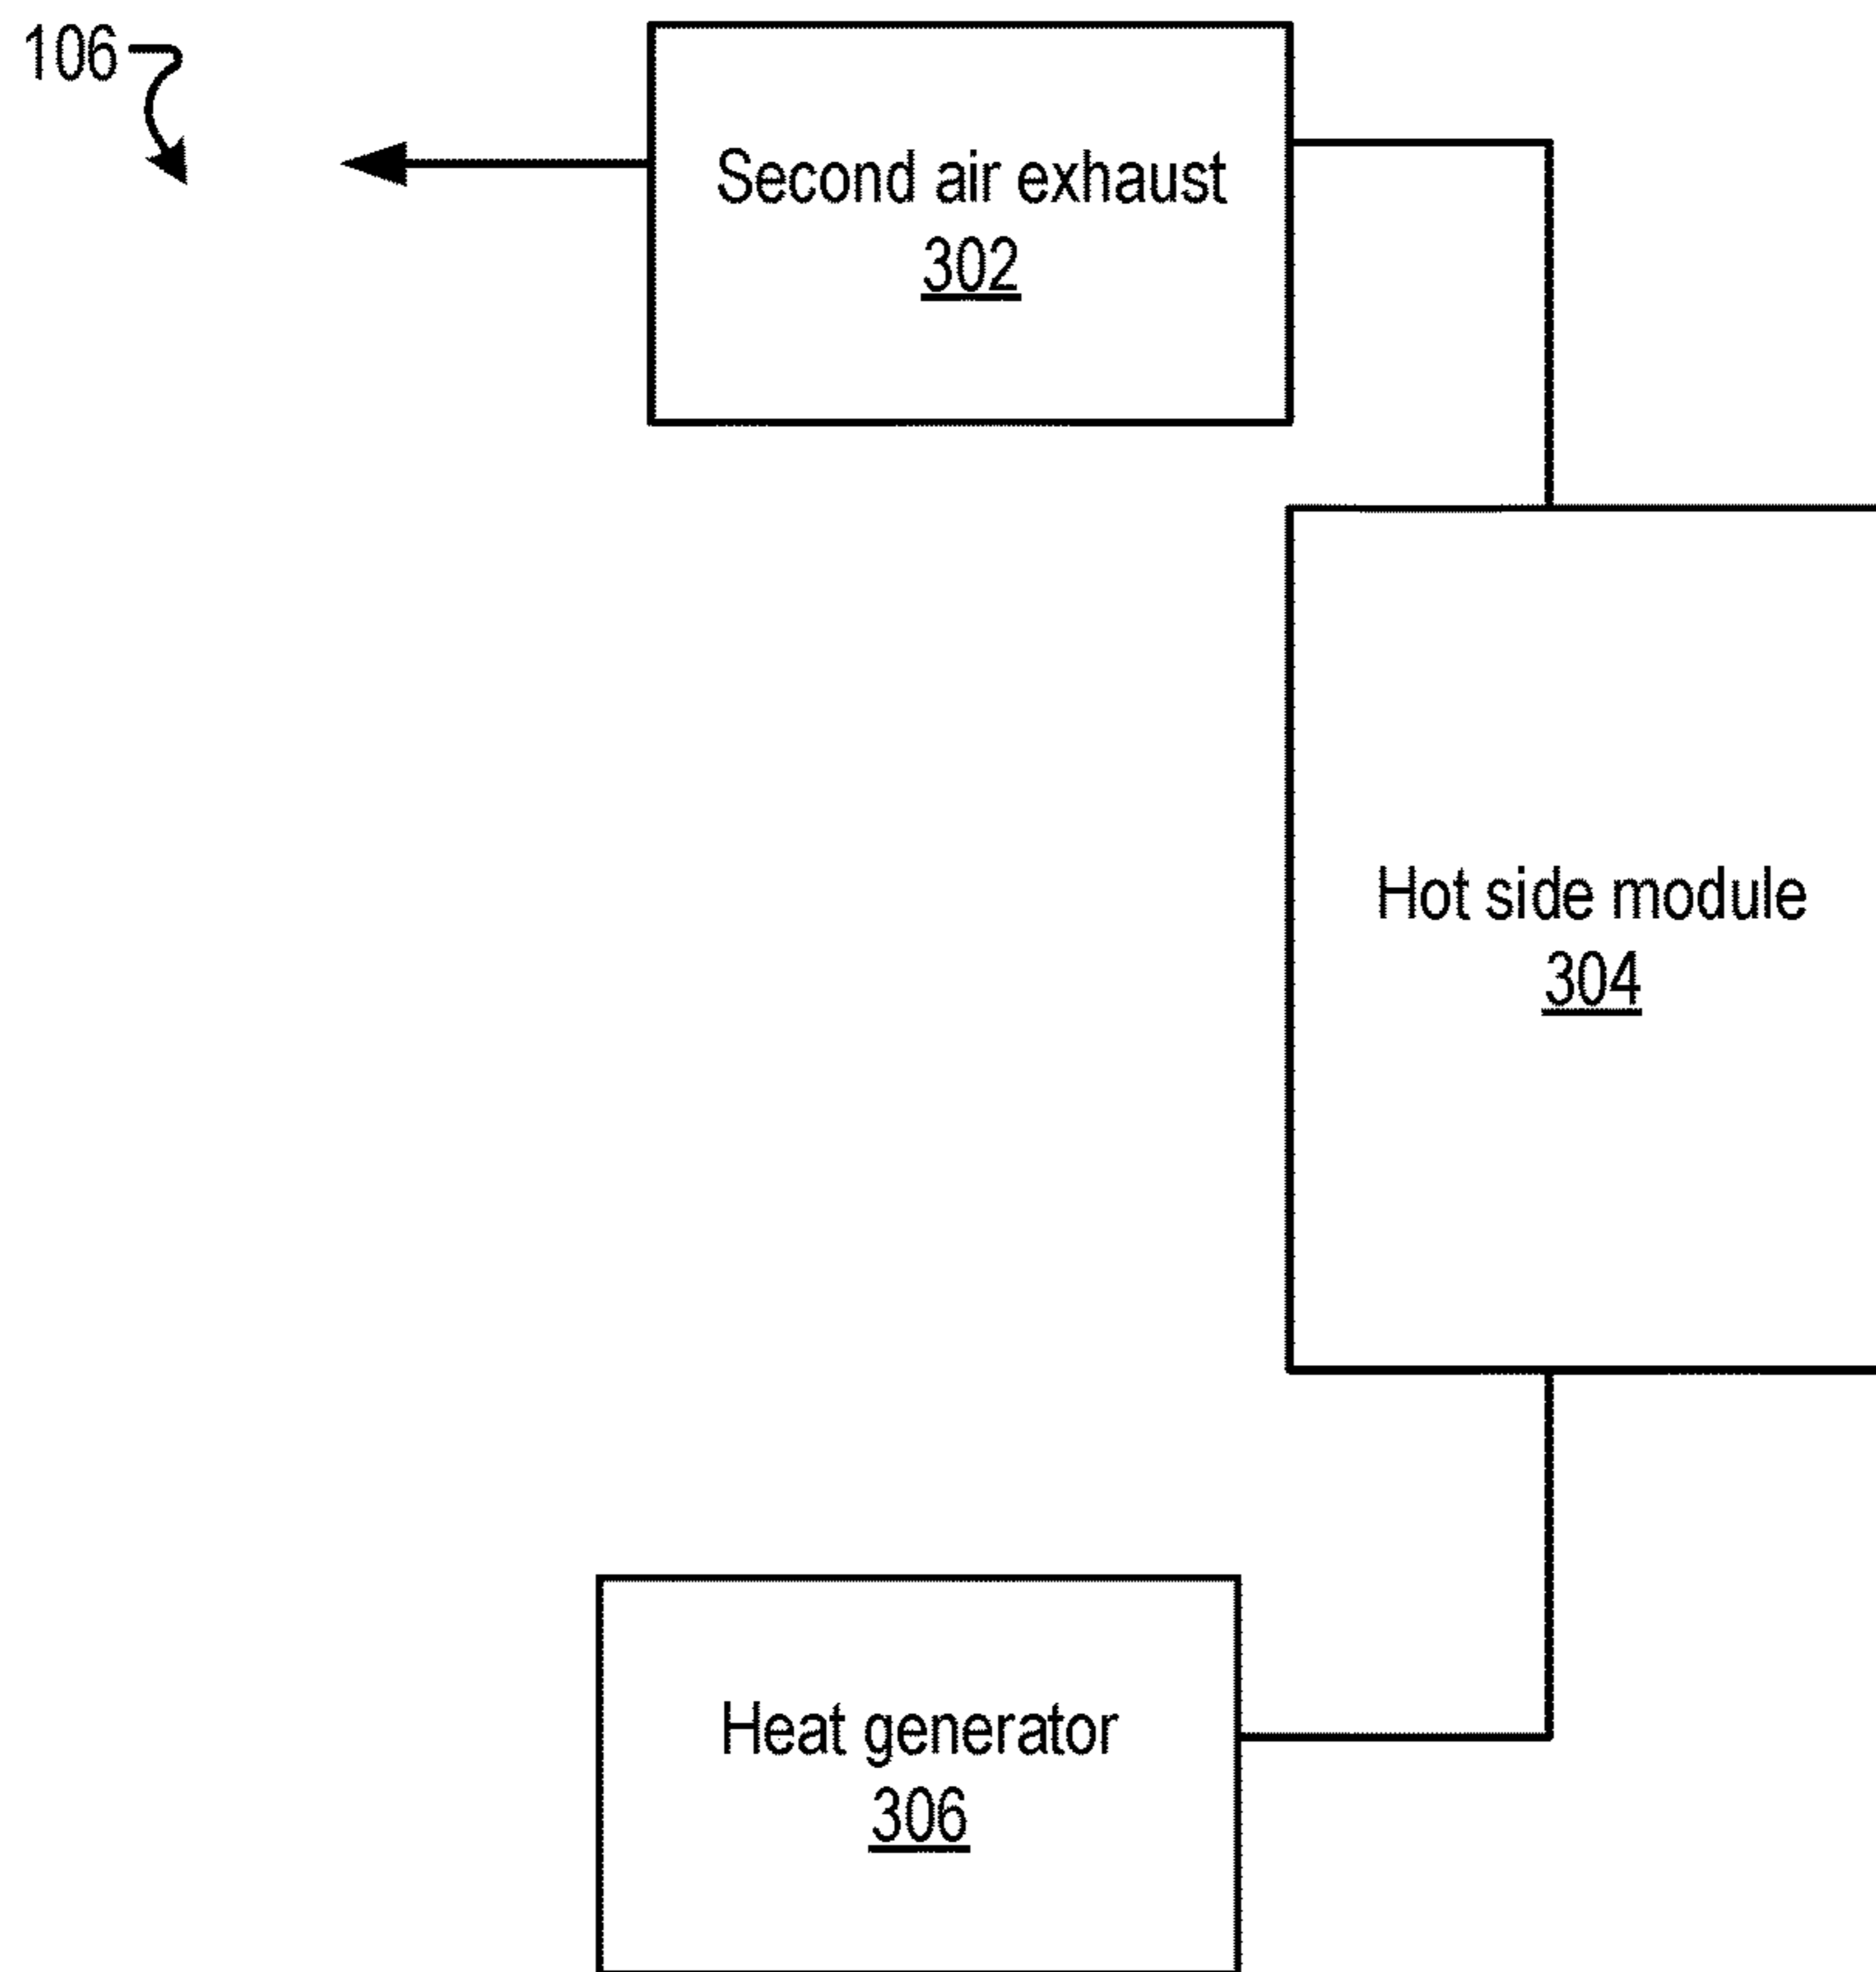 106
Second air exhaust
302
Hot side module
304
Heat generator
306